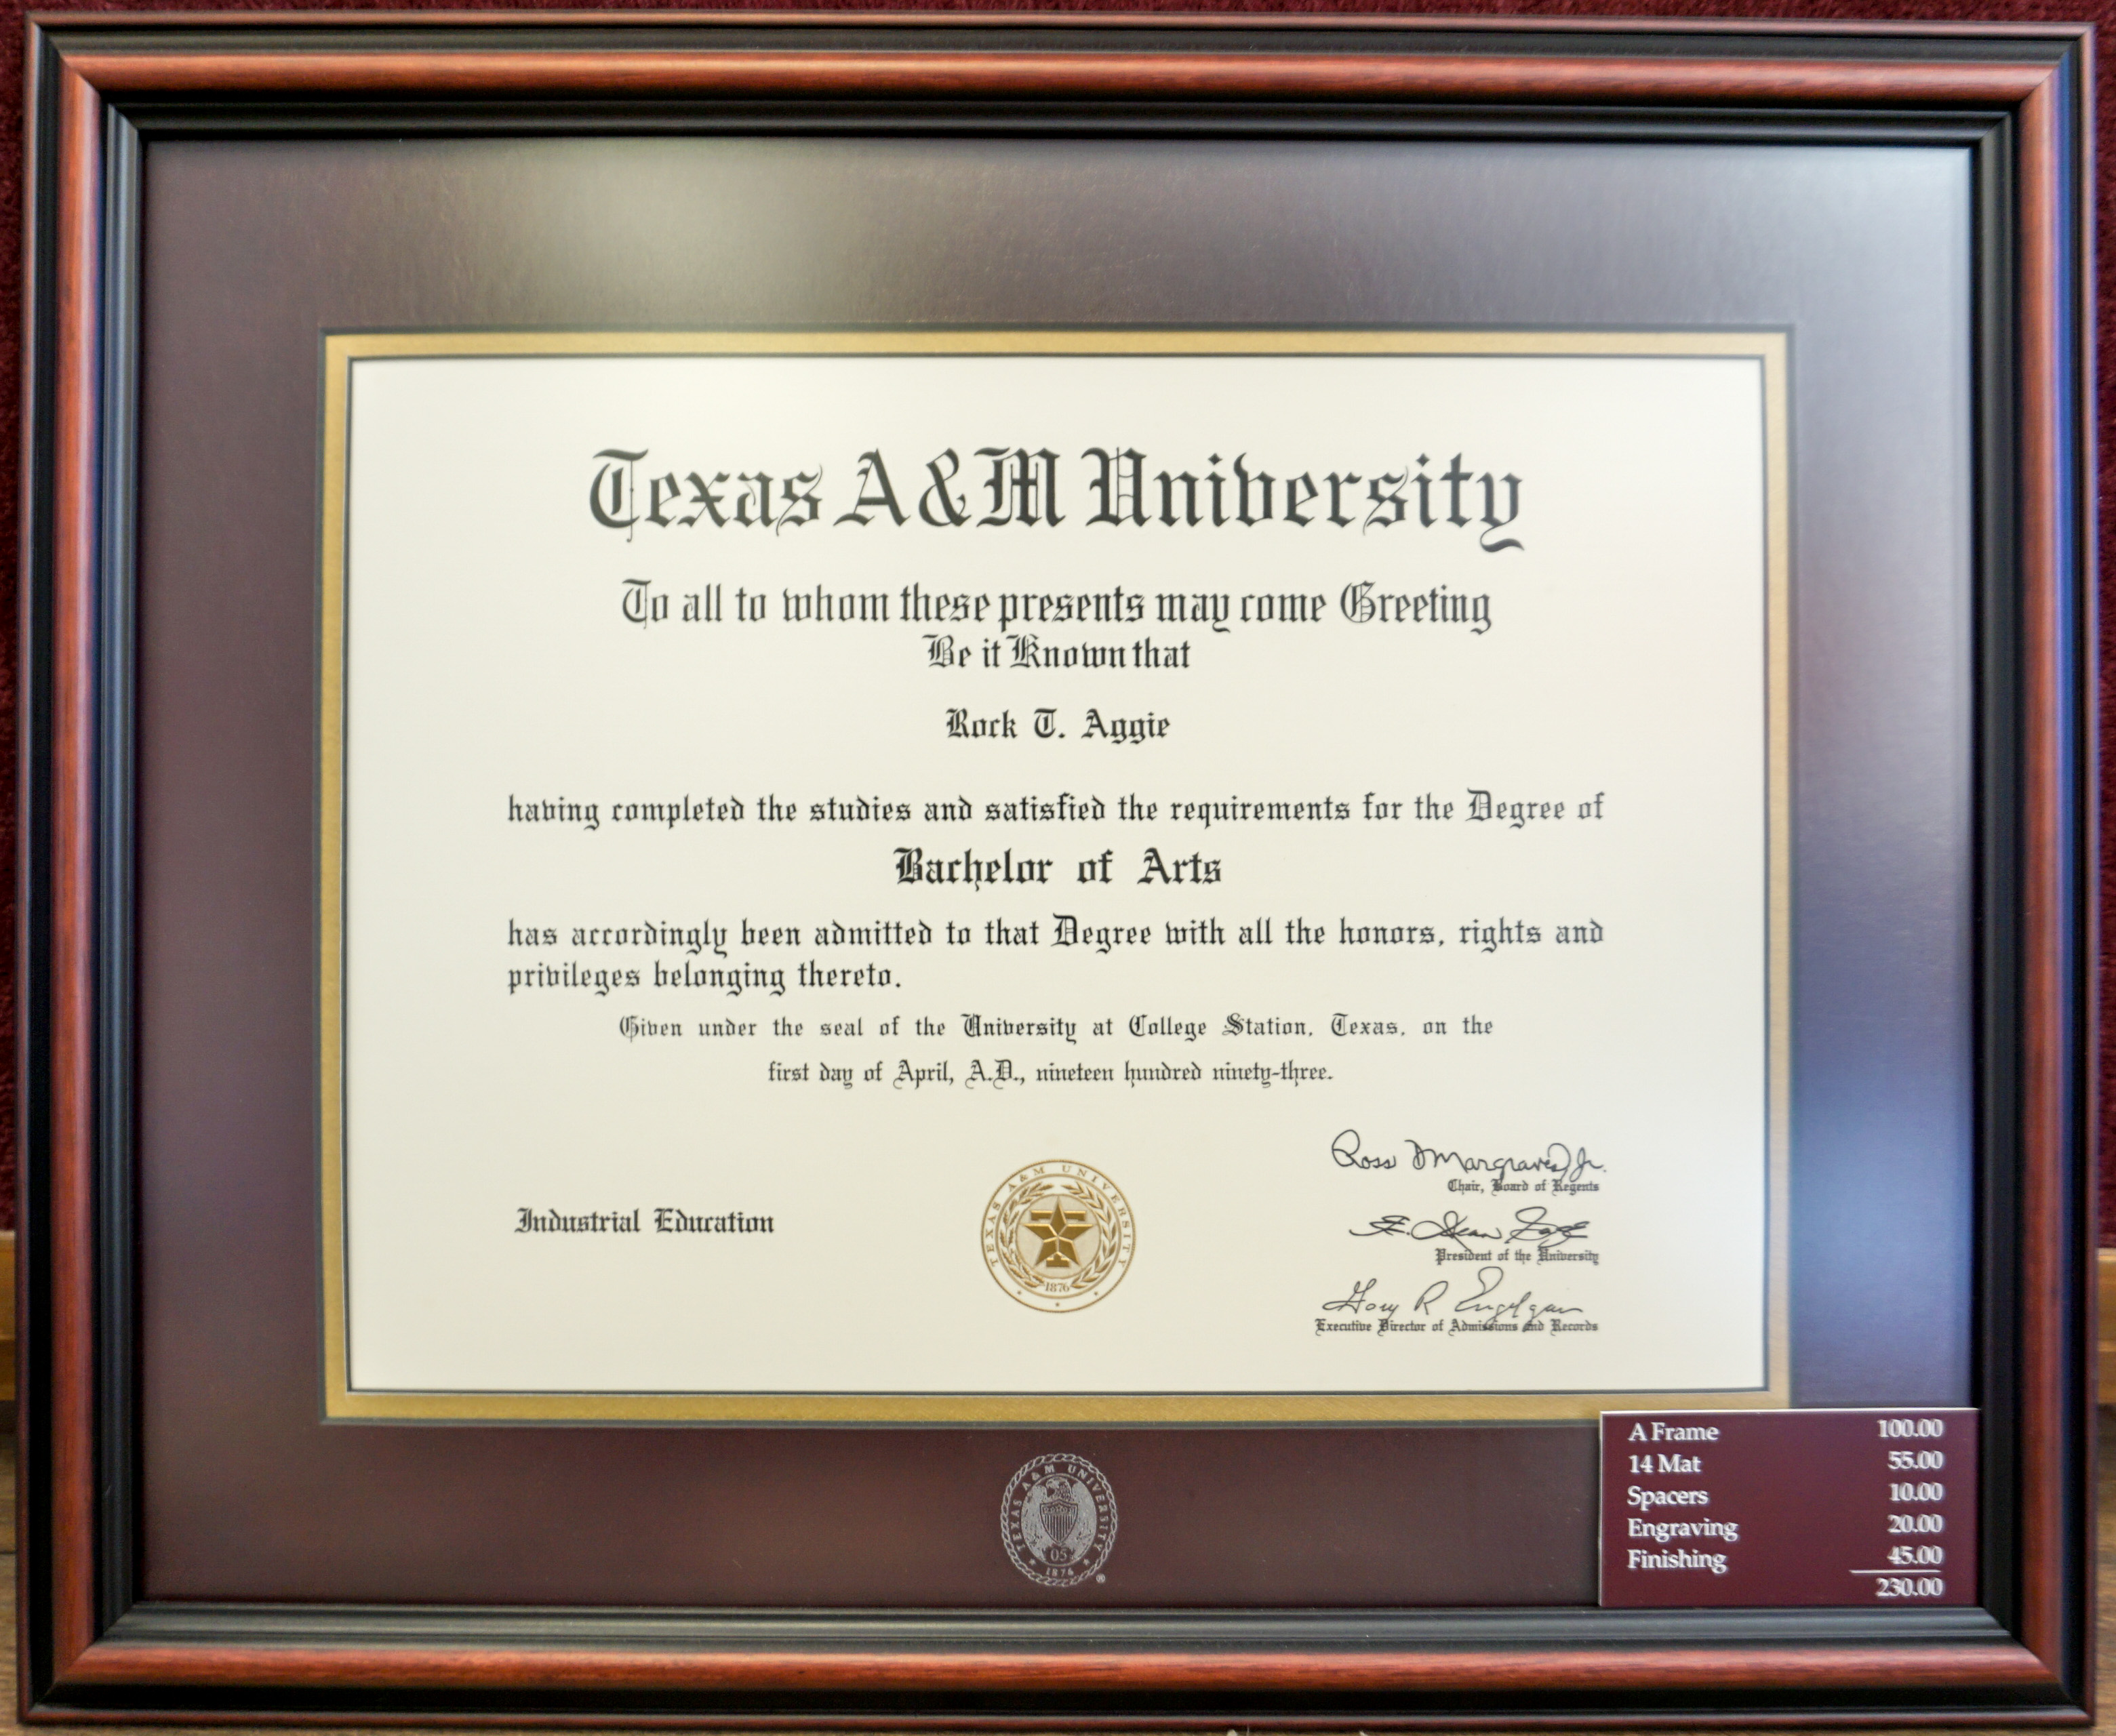 Texas A&M University
To all to whom these presents may come Greeting
Be it Known that
Rock T. Aggie
having completed the studies and satisfied the requirements for the Degree of
Bachelor of Arts
has accordingly been admitted to that Degree with all the honors, rights and
privileges belonging thereto.
Given under the seal of the University at College Station, Texas, on the
first day of April, A.D., nineteen hundred ninety-three.
Industrial Education
TEXAS A&M UNIVERSITY
1876
Ross Margraves, Jr.
Chair, Board of Regents
E. Dean
President of the University
Gary R. Engelgau
Executive Director of Admissions and Records
TEXAS A&M UNIVERSITY
05
1876
®
A Frame 100.00
14 Mat 55.00
Spacers 10.00
Engraving 20.00
Finishing 45.00
230.00